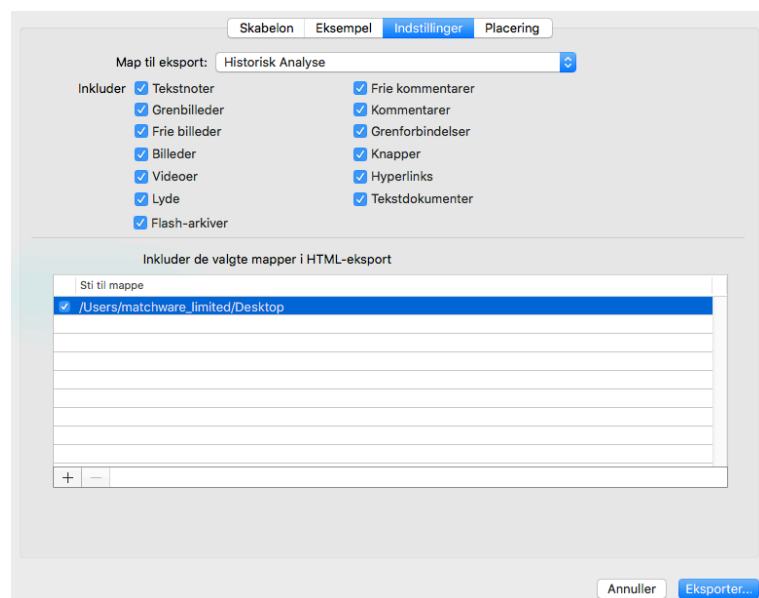 Skabelon Eksempel Indstillinger Placering
Map til eksport: Historisk Analyse
Inkluder Tekstnoter Frie kommentarer
Grenbilleder Kommentarer
Frie billeder Grenforbindelser
Billeder Knapper
Videoer Hyperlinks
Lyde Tekstdokumenter
Flash-arkiver
Inkluder de valgte mapper i HTML-eksport
Sti til mappe
/Users/matchware_limited/Desktop
Annuller Eksporter...